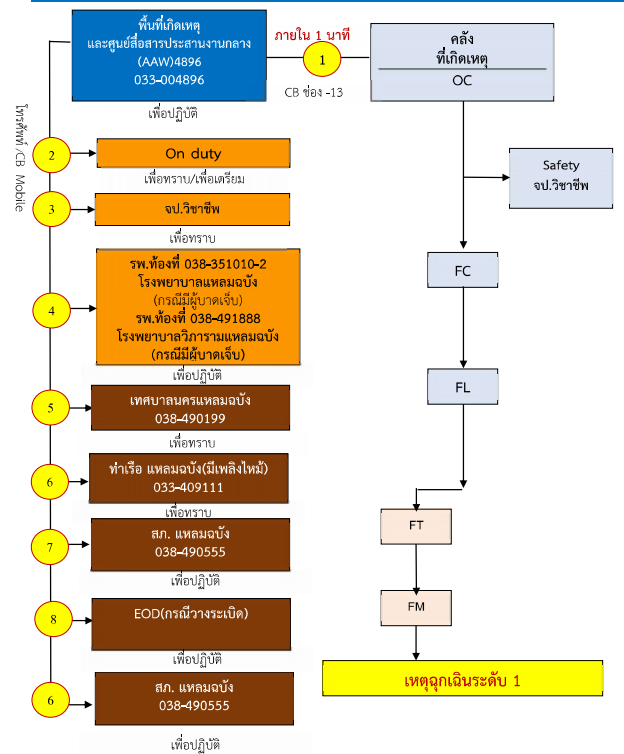 พื้นที่เกิดเหตุ
และศูนย์สื่อสารประสานงานกลาง
(AAW)4896
033-004896
เพื่อปฏิบัติ
ภายใน 1 นาที
1
CB ช่อง -13
คลัง
ที่เกิดเหตุ
OC
Safety
จป.วิชาชีพ
FC
FL
FT
FM
เหตุฉุกเฉินระดับ 1
โทรศัพท์ /CB Mobile
2
On duty
เพื่อทราบ/เพื่อเตรียม
3
จป.วิชาชีพ
เพื่อทราบ
4
รพ.ท้องที่ 038-351010-2
โรงพยาบาลแหลมฉบัง
(กรณีมีผู้บาดเจ็บ)
รพ.ท้องที่ 038-491888
โรงพยาบาลวิภารามแหลมฉบัง
(กรณีมีผู้บาดเจ็บ)
เพื่อปฏิบัติ
5
เทศบาลนครแหลมฉบัง
038-490199
เพื่อทราบ
6
ท่าเรือ แหลมฉบัง(มีเพลิงไหม้)
033-409111
เพื่อทราบ
7
สภ. แหลมฉบัง
038-490555
เพื่อปฏิบัติ
8
EOD(กรณีวางระเบิด)
เพื่อปฏิบัติ
6
สภ. แหลมฉบัง
038-490555
เพื่อปฏิบัติ